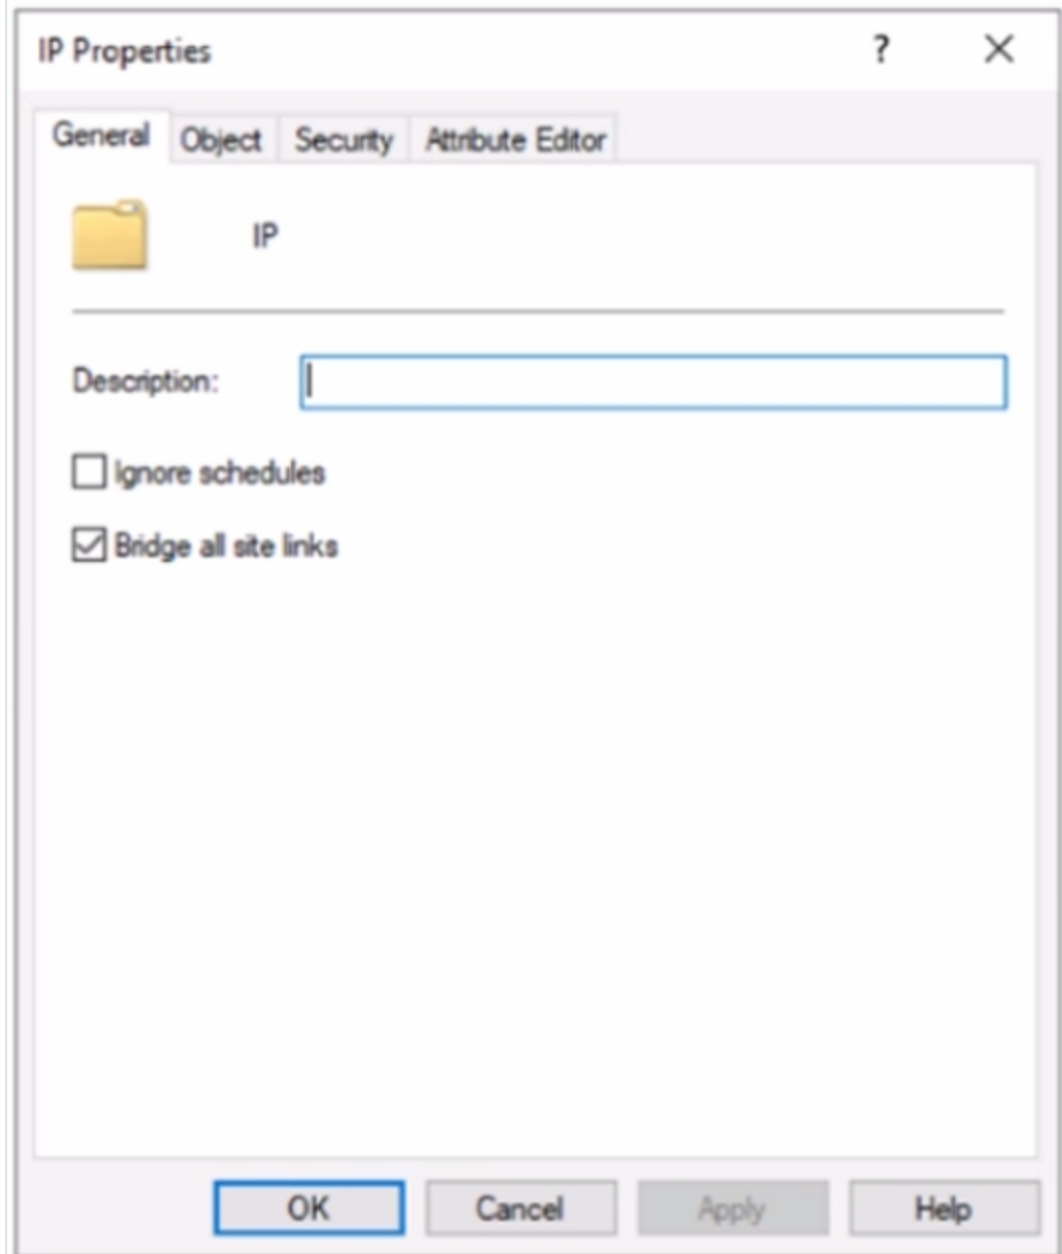 IP Properties ?
General Object Security Attribute Editor
IP
Description:
Ignore schedules
Bridge all site links
OK Cancel Apply Help